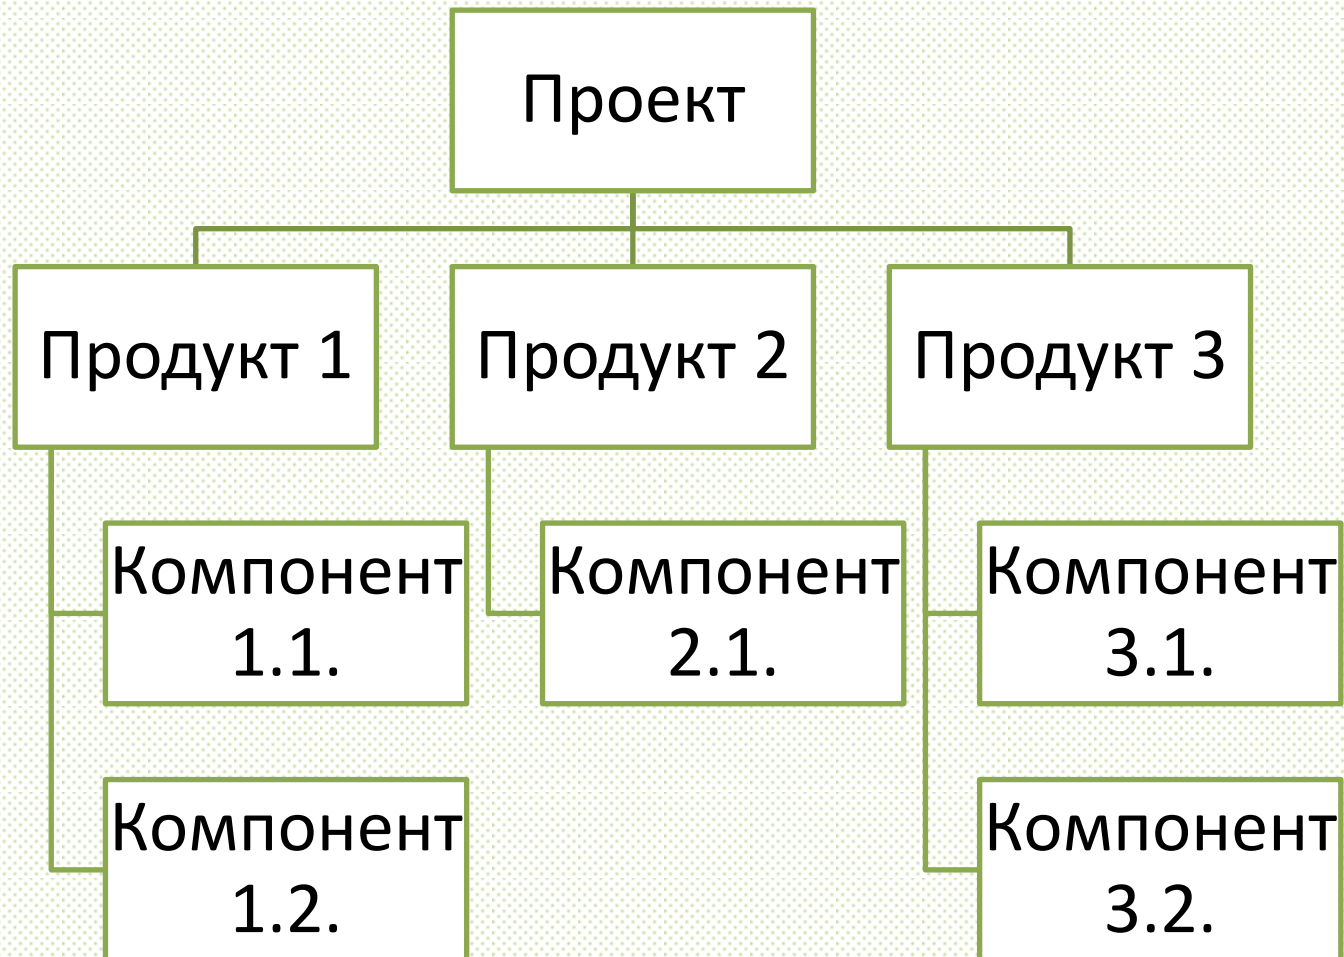 Проект
Продукт 1
Продукт 2
Продукт 3
Компонент
1.1.
Компонент
2.1.
Компонент
3.1.
Компонент
1.2.
Компонент
3.2.